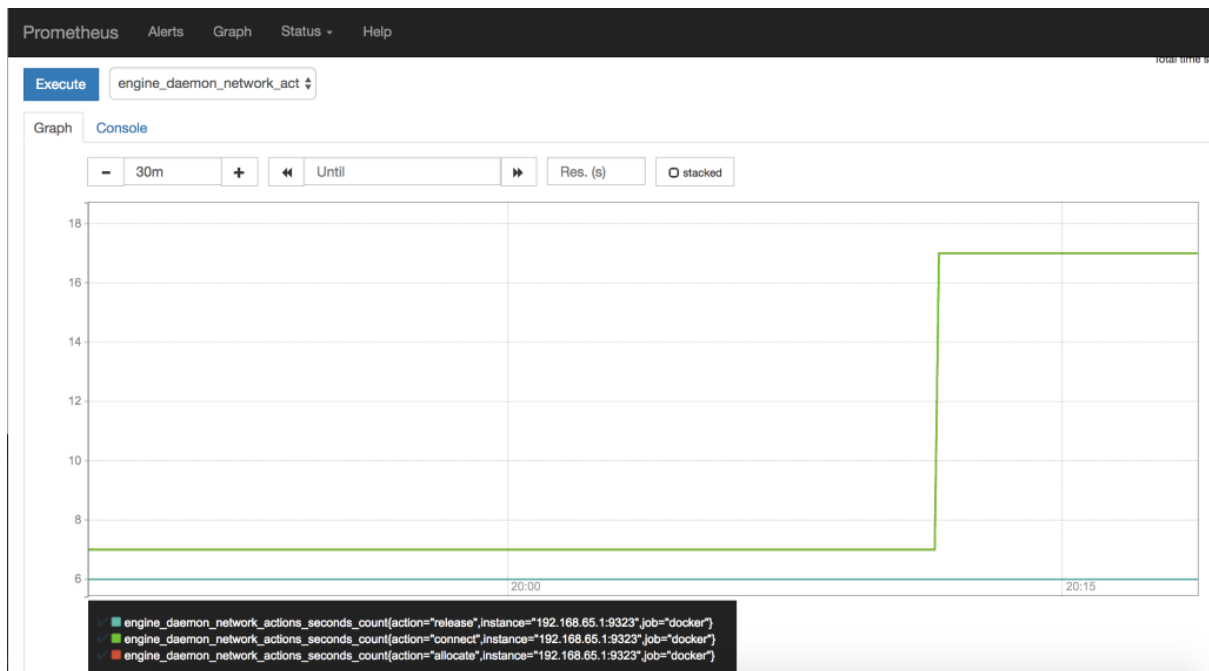 Prometheus Alerts Graph Status Help
Total time s
Execute engine_daemon_network_act
Graph Console
30m Until Res. (s) stacked
18
16
14
12
10
8
6
20:00 20:15
engine_daemon_network_actions_seconds_count{action="release",instance="192.168.65.1:9323",job="docker"}
engine_daemon_network_actions_seconds_count{action="connect",instance="192.168.65.1:9323",job="docker"}
engine_daemon_network_actions_seconds_count{action="allocate",instance="192.168.65.1:9323",job="docker"}